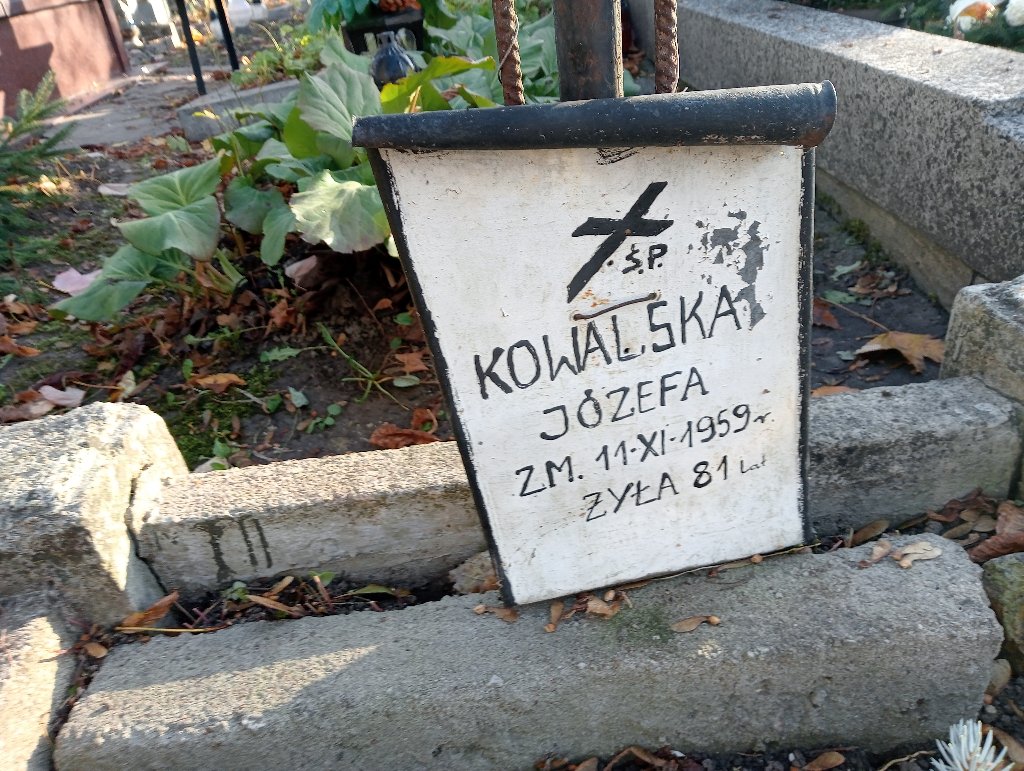 Ś.P.
KOWALSKA
JÓZEFA
ZM. 11-XI-1959 r.
ŻYŁA 81 Lat